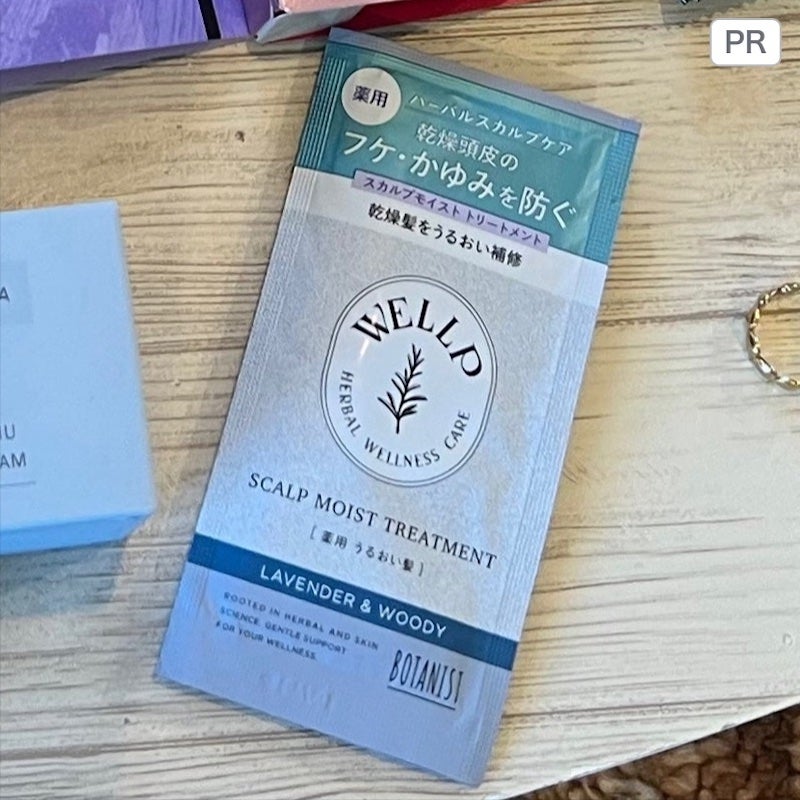 PR
薬用
ハーバルスカルプケア
乾燥頭皮の
フケ・かゆみを防ぐ
スカルプモイスト トリートメント
乾燥髪をうるおい補修
WELLP
HERBAL WELLNESS CARE
SCALP MOIST TREATMENT
[ 薬用 うるおい髪 ]
LAVENDER & WOODY
ROOTED IN HERBAL AND SKIN
SCIENCE, GENTLE SUPPORT
FOR YOUR WELLNESS.
BOTANIST
A
IU
AM